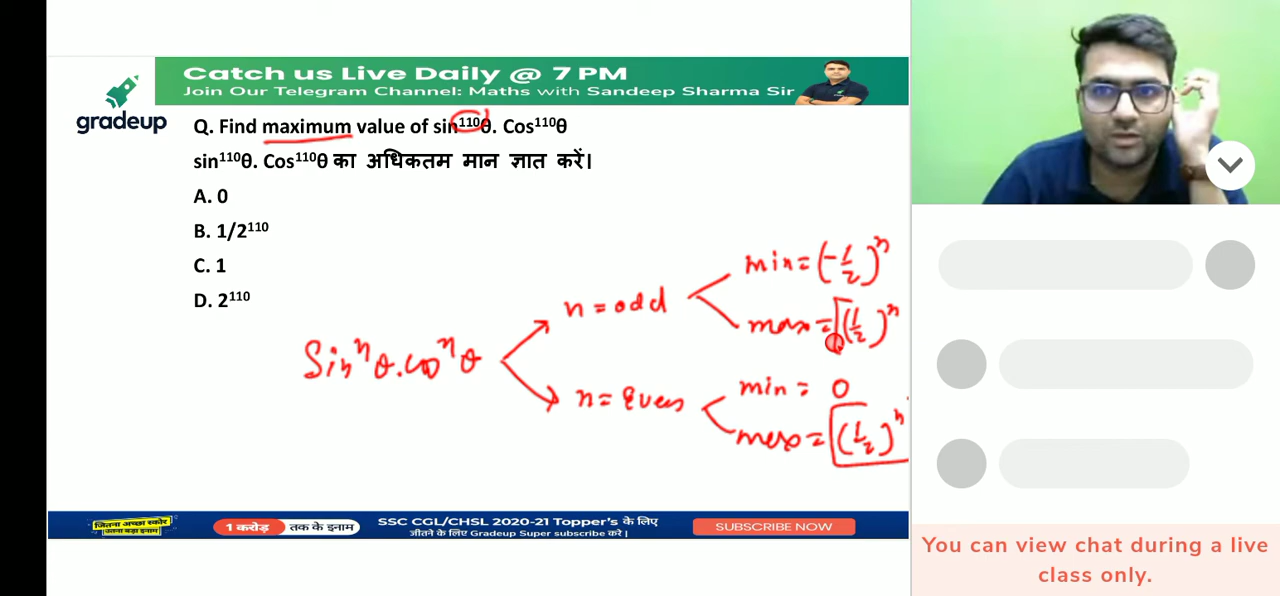 Catch us Live Daily @ 7 PM
Join Our Telegram Channel: Maths with Sandeep Sharma Sir
gradeup
Q. Find maximum value of sin¹¹⁰θ. Cos¹¹⁰θ
sin¹¹⁰θ. Cos¹¹⁰θ का अधिकतम मान ज्ञात करें।
A. 0
B. 1/2¹¹⁰
C. 1
D. 2¹¹⁰
Sinⁿθ.cosⁿθ
n = odd
min = (-1/2)ⁿ
max = (1/2)ⁿ
n = Even
min = 0
max = (1/2)ⁿ
जितना अच्छा स्कोर
उतना बड़ा इनाम
1 करोड़ तक के इनाम
SSC CGL/CHSL 2020-21 Topper's के लिए
जीतने के लिए Gradeup Super subscribe करे |
SUBSCRIBE NOW
You can view chat during a live
class only.